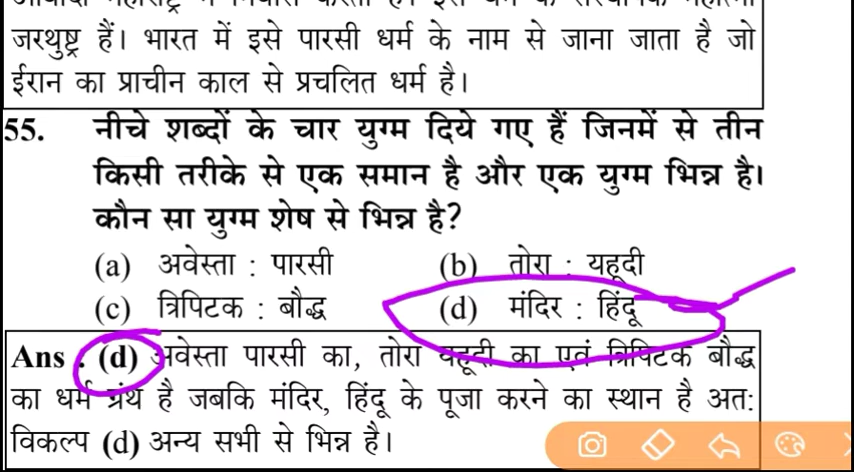 जरथुष्ट्र हैं। भारत में इसे पारसी धर्म के नाम से जाना जाता है जो
ईरान का प्राचीन काल से प्रचलित धर्म है।
55. नीचे शब्दों के चार युग्म दिये गए हैं जिनमें से तीन
किसी तरीके से एक समान है और एक युग्म भिन्न है।
कौन सा युग्म शेष से भिन्न है?
(a) अवेस्ता : पारसी (b) तोरा : यहूदी
(c) त्रिपिटक : बौद्ध (d) मंदिर : हिंदू
Ans . (d) अवेस्ता पारसी का, तोरा यहूदी का एवं त्रिपिटक बौद्ध
का धर्म ग्रंथ है जबकि मंदिर, हिंदू के पूजा करने का स्थान है अत:
विकल्प (d) अन्य सभी से भिन्न है।